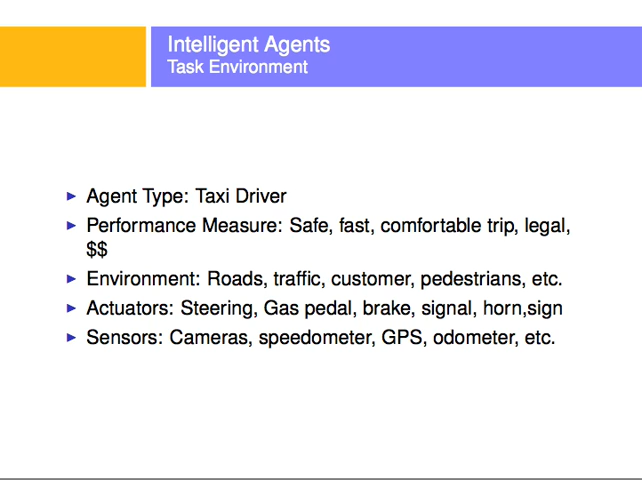 Intelligent Agents
Task Environment
Agent Type: Taxi Driver
Performance Measure: Safe, fast, comfortable trip, legal,
$$
Environment: Roads, traffic, customer, pedestrians, etc.
Actuators: Steering, Gas pedal, brake, signal, horn,sign
Sensors: Cameras, speedometer, GPS, odometer, etc.